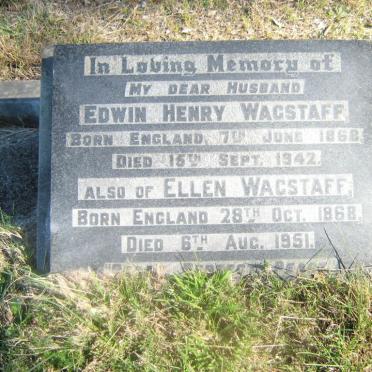 In Loving Memory of
My Dear Husband
Edwin Henry Wagstaff
Born England, 7th June 1868
Died 15th Sept. 1942.
Also of Ellen Wagstaff,
Born England 28th Oct. 1868.
Died 6th Aug. 1951.